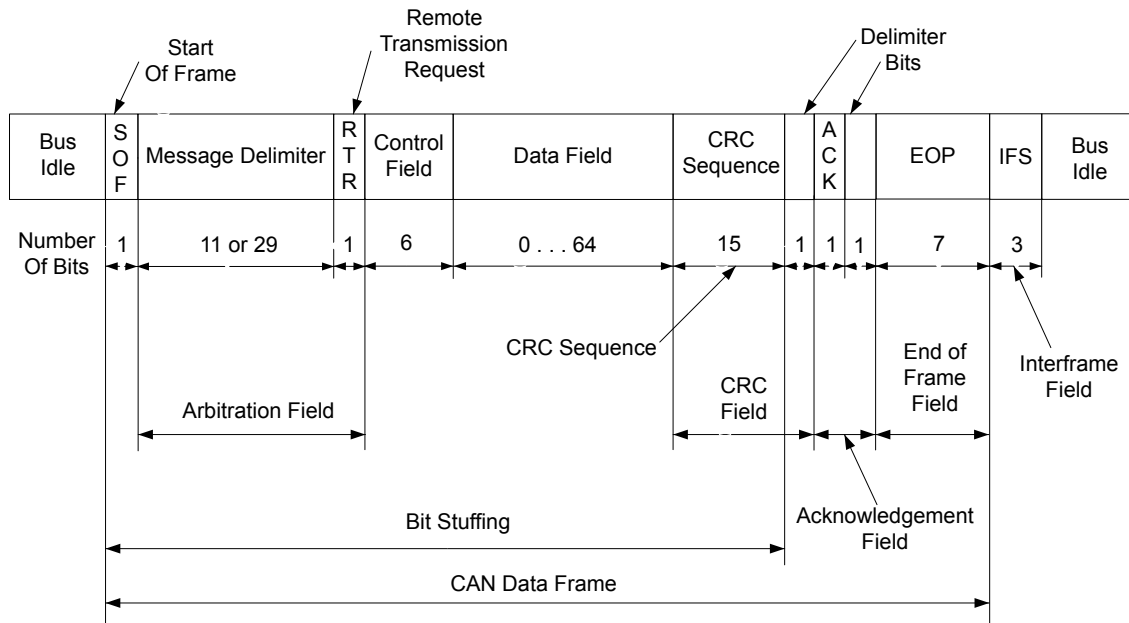 Start
Of Frame
Remote
Transmission
Request
Delimiter
Bits
Bus
Idle
S
O
F
Message Delimiter
R
T
R
Control
Field
Data Field
CRC
Sequence
A
C
K
EOP
IFS
Bus
Idle
Number
Of Bits
1
11 or 29
1
6
0 . . . 64
15
1
1
1
7
3
CRC Sequence
End of
Frame
Field
Interframe
Field
Arbitration Field
CRC
Field
Bit Stuffing
Acknowledgement
Field
CAN Data Frame